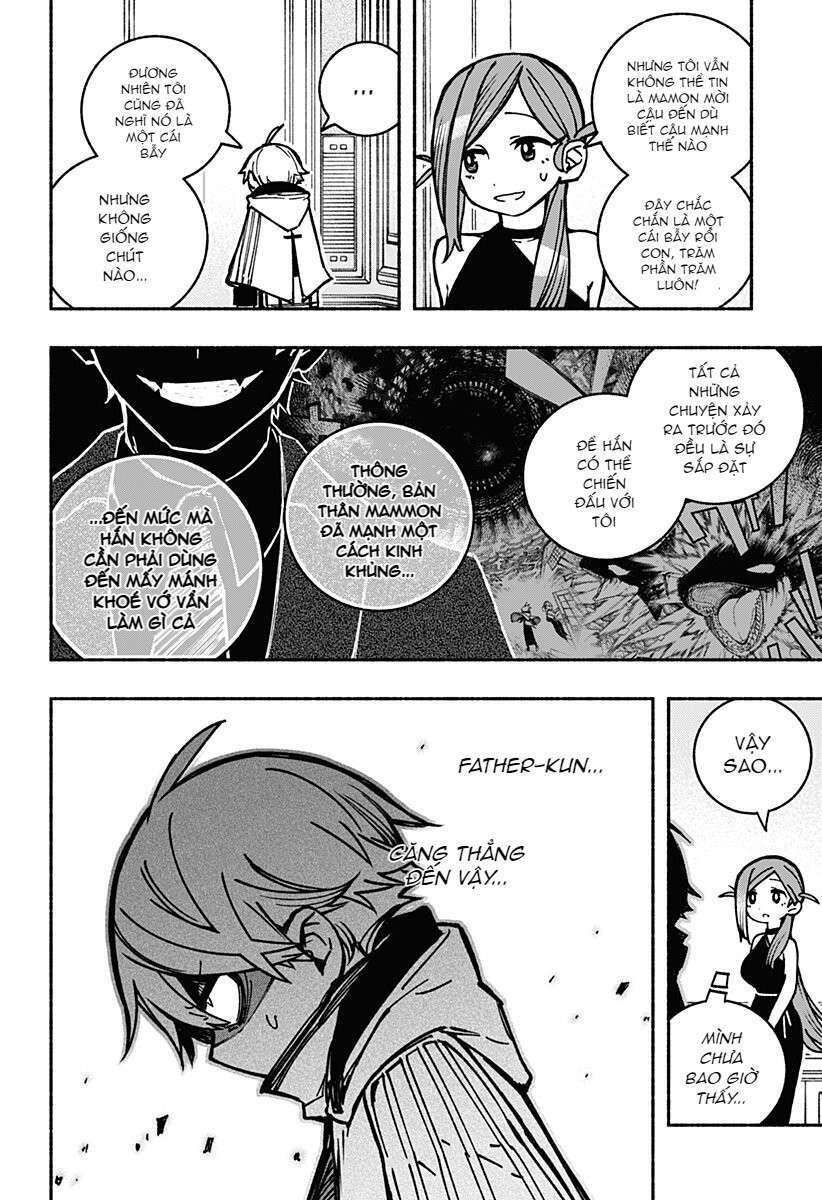 NHƯNG TÔI VẪN
KHÔNG THỂ TIN
LÀ MAMON MỜI
CẬU ĐẾN DÙ
BIẾT CẬU MẠNH
THẾ NÀO
ĐÂY CHẮC
CHẮN LÀ MỘT
CÁI BẪY RỒI
CON, TRĂM
PHẦN TRĂM
LUÔN!
...
ĐƯƠNG
NHIÊN TÔI
CŨNG ĐÃ
NGHĨ NÓ LÀ
MỘT CÁI
BẪY
NHƯNG
KHÔNG
GIỐNG
CHÚT
NÀO...
TẤT CẢ
NHỮNG
CHUYỆN XẢY
RA TRƯỚC ĐÓ
ĐỀU LÀ SỰ
SẮP ĐẶT
ĐỂ HẮN
CÓ THỂ
CHIẾN
ĐẤU VỚI
TÔI
THÔNG
THƯỜNG, BẢN
THÂN MAMMON
ĐÃ MẠNH MỘT
CÁCH KINH
KHỦNG...
...ĐẾN MỨC MÀ
HẮN KHÔNG
CẦN PHẢI DÙNG
ĐẾN MẤY MÁNH
KHOÉ VỚ VẨN
LÀM GÌ CẢ
VẬY
SAO...
MÌNH
CHƯA
BAO GIỜ
THẤY...
FATHER-KUN...
CĂNG THẲNG
ĐẾN VẬY...